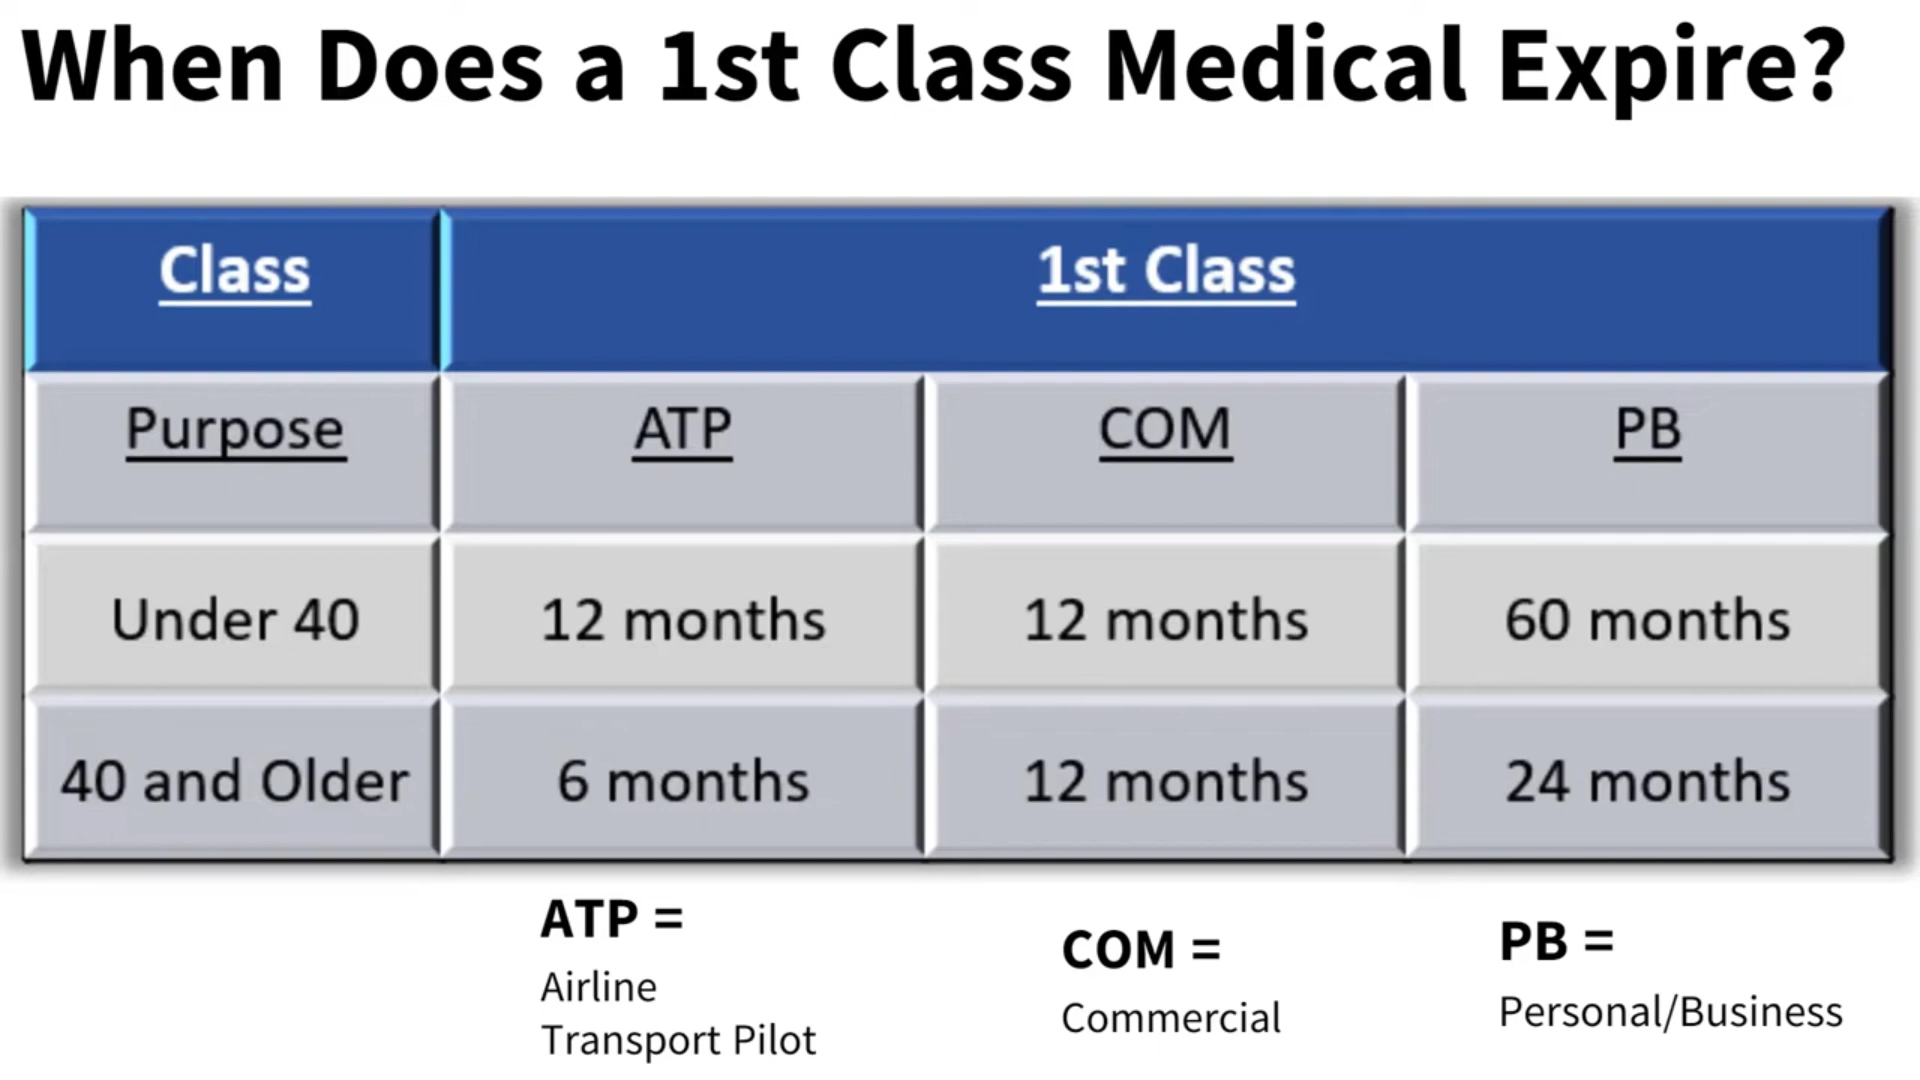 When Does a 1st Class Medical Expire?
Class 1st Class
Purpose ATP COM PB
Under 40 12 months 12 months 60 months
40 and Older 6 months 12 months 24 months
ATP =
Airline
Transport Pilot
COM =
Commercial
PB =
Personal/Business